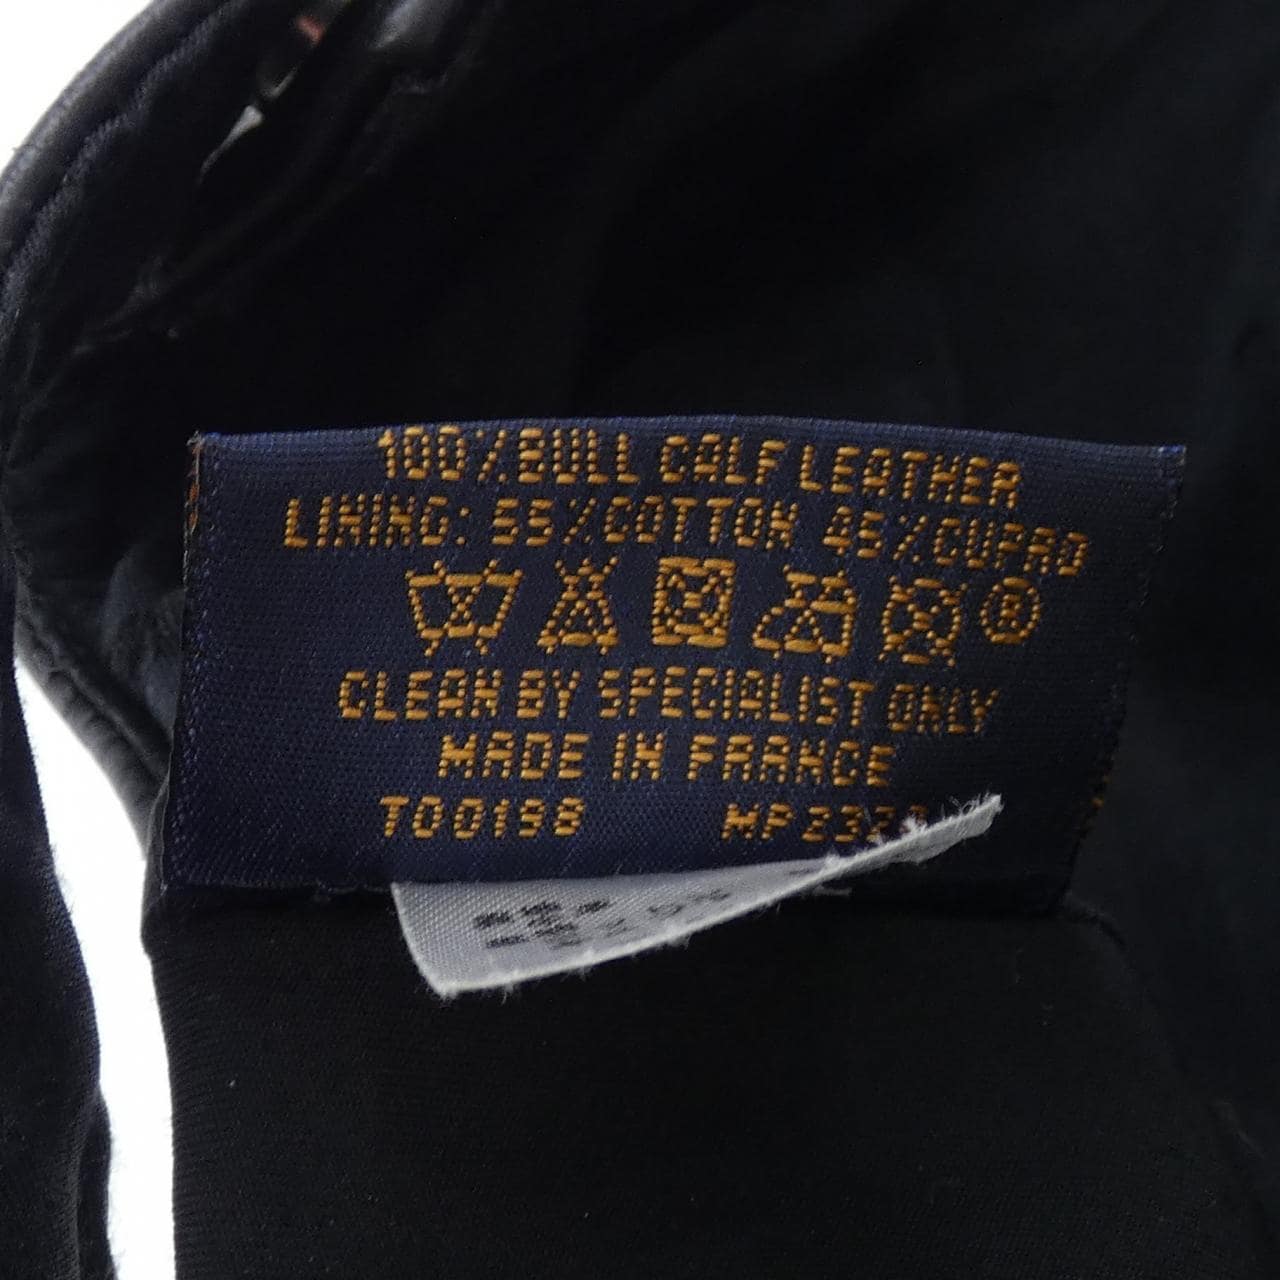 100% BULL CALF LEATHER
LINING: 55% COTTON 45% CUPRO
®
CLEAN BY SPECIALIST ONLY
MADE IN FRANCE
T00198